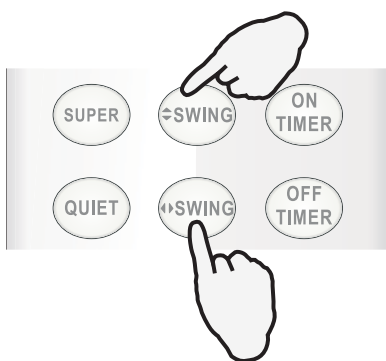 SUPER
SWING
ON
TIMER
QUIET
SWING
OFF
TIMER